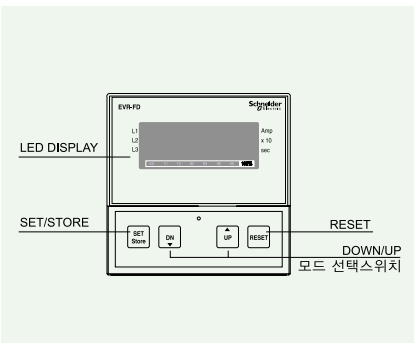 EVR-FD
Schneider
Electric
L1
L2
L3
Amp
x 10
sec
LED DISPLAY
SET/STORE
SET
Store
DN
UP
RESET
RESET
DOWN/UP
모드 선택스위치